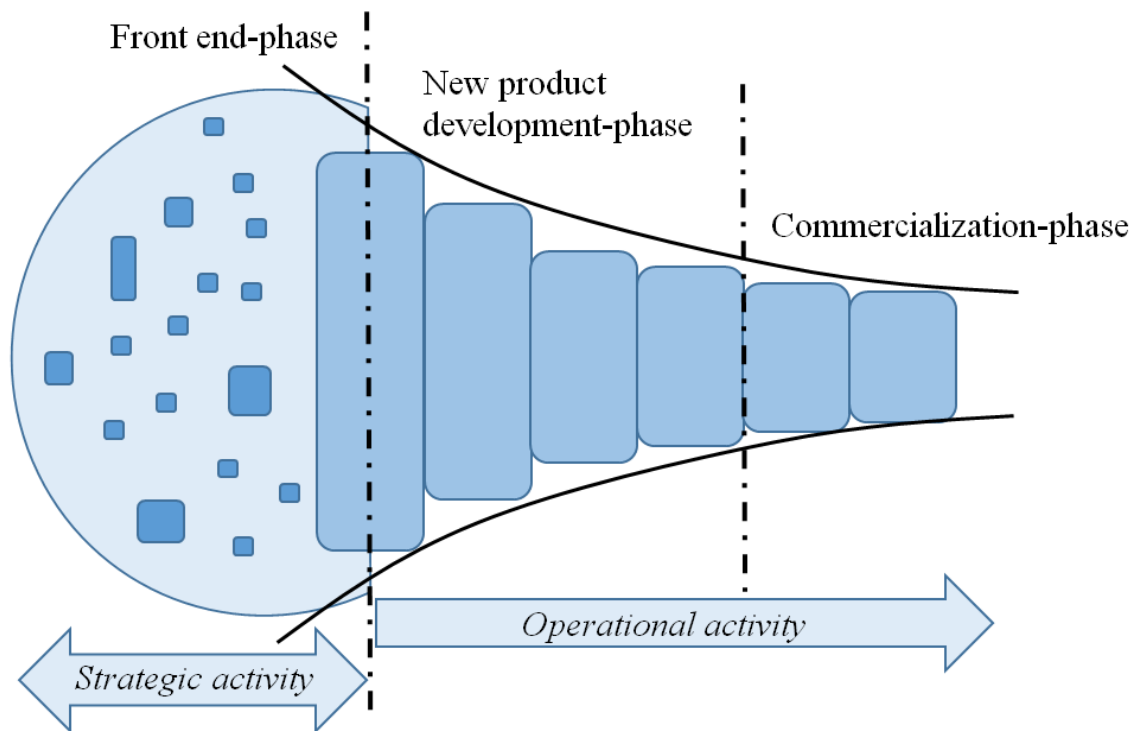 Front end-phase
New product
development-phase
Commercialization-phase
Operational activity
Strategic activity